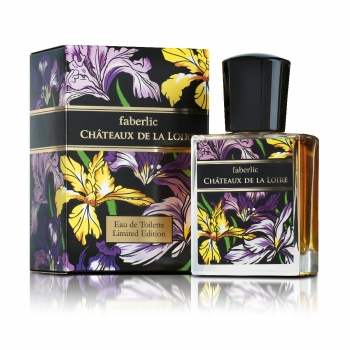 faberlic
CHÂTEAUX DE LA LOIRE
Eau de Toilette
Limited Edition
faberlic
CHÂTEAUX DE LA LOIRE